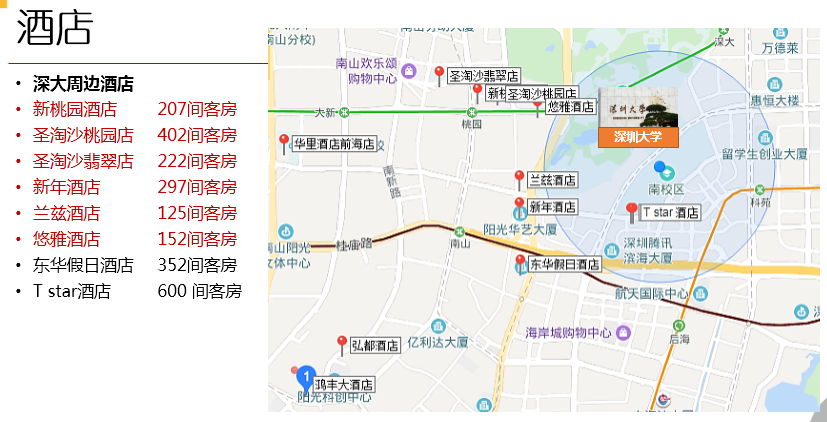 酒店
• 深大周边酒店
• 新桃园酒店 207间客房
• 圣淘沙桃园店 402间客房
• 圣淘沙翡翠店 222间客房
• 新年酒店 297间客房
• 兰兹酒店 125间客房
• 悠雅酒店 152间客房
• 东华假日酒店 352间客房
• T star酒店 600 间客房
南山分校)
深大
万德莱
南山欢乐颂
购物中心
圣淘沙翡翠店
圣淘沙桃园店
悠雅酒店
大新
桃园
深圳大学
深圳大学
惠恒大楼
华里酒店前海店
留学生创业大厦
南新路
兰兹酒店
南校区
科苑
新年酒店
T star 酒店
阳光华艺大厦
南山阳光
文体中心
桂庙路
南山
深圳腾讯
滨海大厦
东华假日酒店
航天国际中心
海岸城购物中心
后海
亿利达大厦
弘都酒店
1
鸿丰大酒店
阳光科创中心